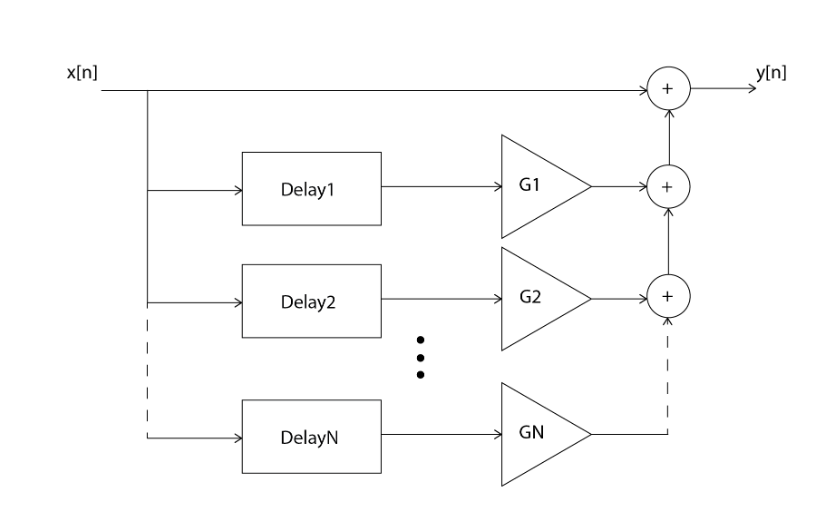 x[n]
y[n]
+
Delay1
G1
+
Delay2
G2
+
DelayN
GN